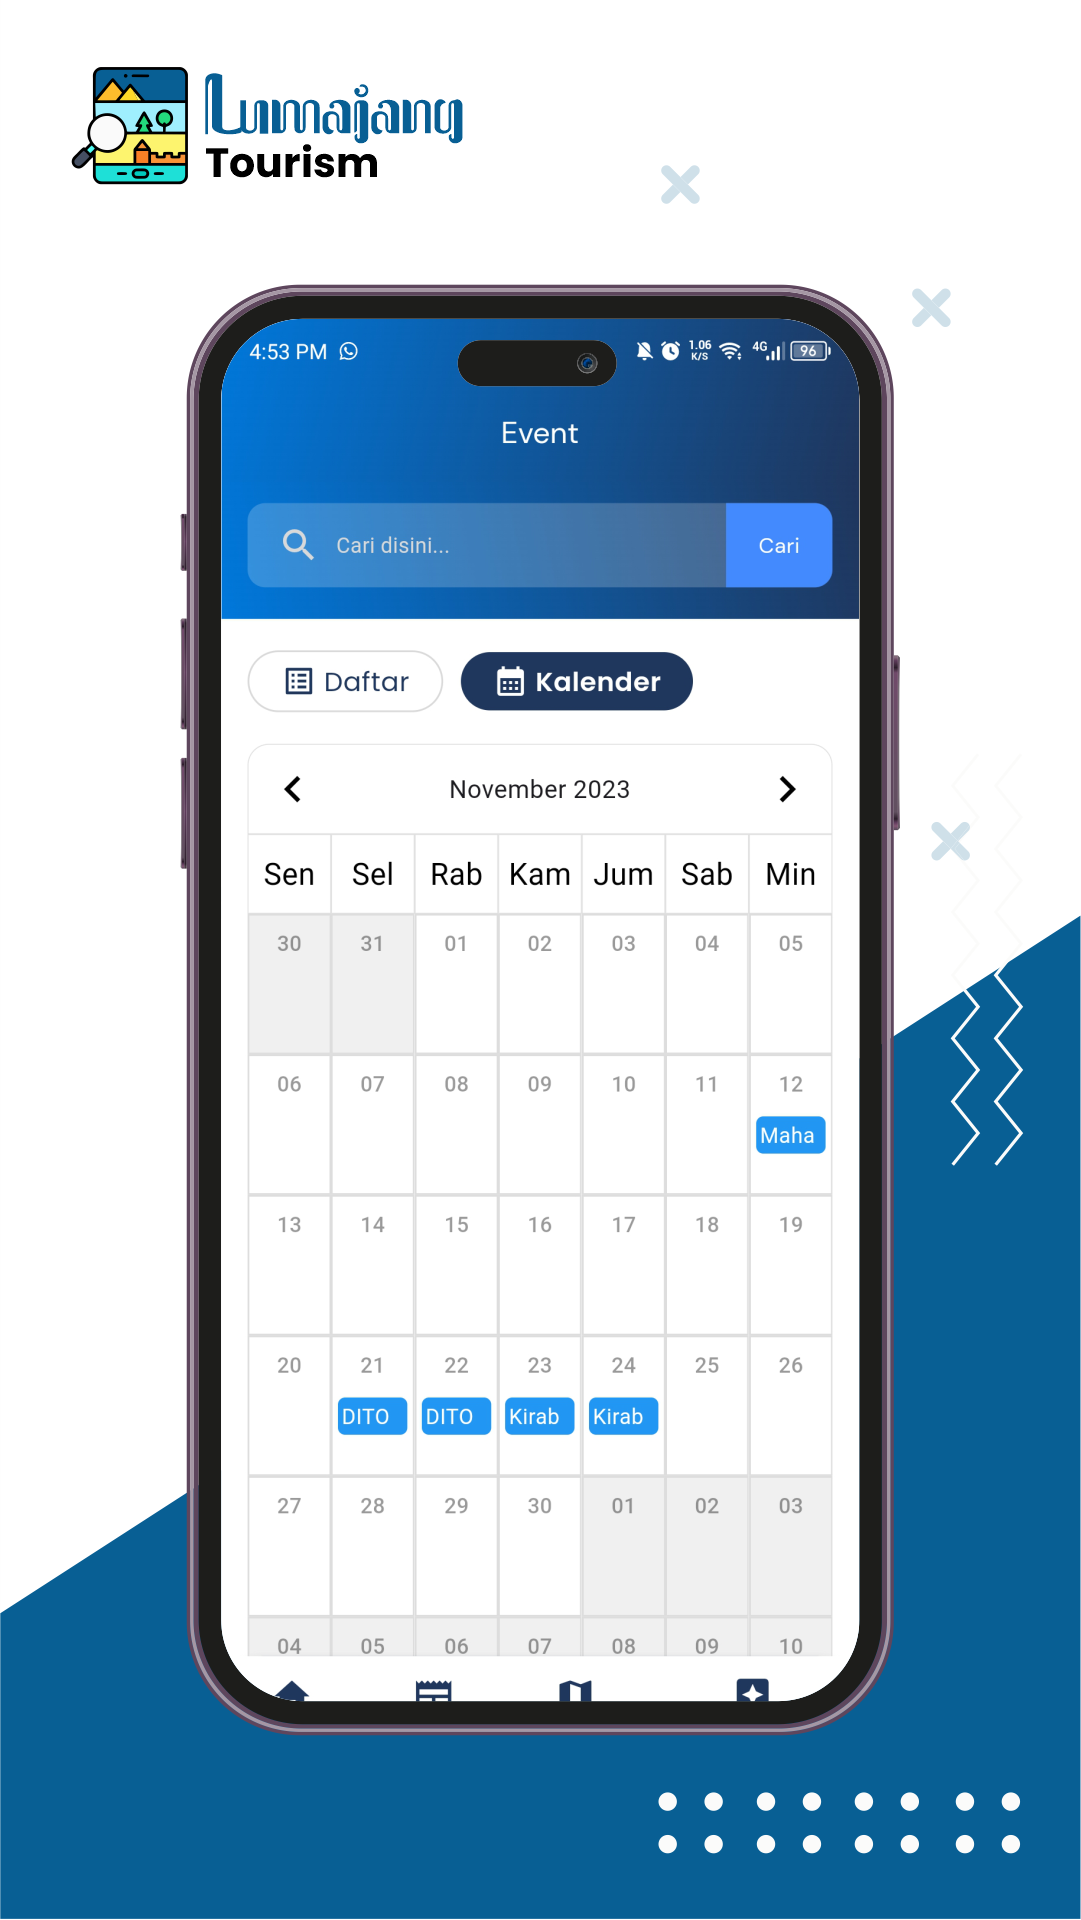 Lumajang
Tourism
4:53 PM 1.06 K/S 4G 96
Event
Cari disini... Cari
Daftar Kalender
November 2023
Sen Sel Rab Kam Jum Sab Min
30 31 01 02 03 04 05
06 07 08 09 10 11 12
Maha
13 14 15 16 17 18 19
20 21 22 23 24 25 26
DITO DITO Kirab Kirab
27 28 29 30 01 02 03
04 05 06 07 08 09 10